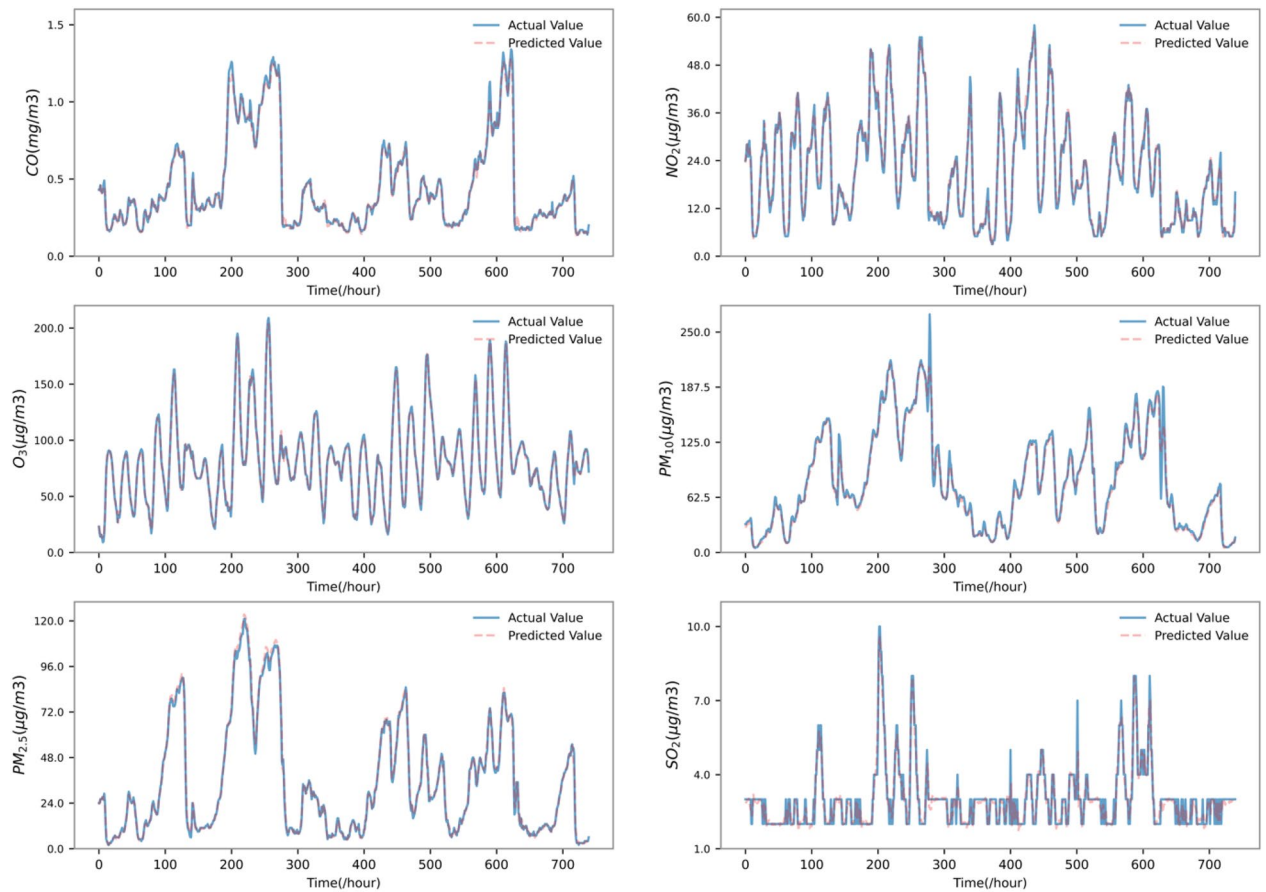 CO(mg/m3)
1.5
1.0
0.5
0.0
Actual Value
Predicted Value
0 100 200 300 400 500 600 700
Time(/hour)
NO2(μg/m3)
60.0
48.0
36.0
24.0
12.0
0.0
Actual Value
Predicted Value
0 100 200 300 400 500 600 700
Time(/hour)
O3(μg/m3)
200.0
150.0
100.0
50.0
0.0
Actual Value
Predicted Value
0 100 200 300 400 500 600 700
Time(/hour)
PM10(μg/m3)
250.0
187.5
125.0
62.5
0.0
Actual Value
Predicted Value
0 100 200 300 400 500 600 700
Time(/hour)
PM2.5(μg/m3)
120.0
96.0
72.0
48.0
24.0
0.0
Actual Value
Predicted Value
0 100 200 300 400 500 600 700
Time(/hour)
SO2(μg/m3)
10.0
7.0
4.0
1.0
Actual Value
Predicted Value
0 100 200 300 400 500 600 700
Time(/hour)